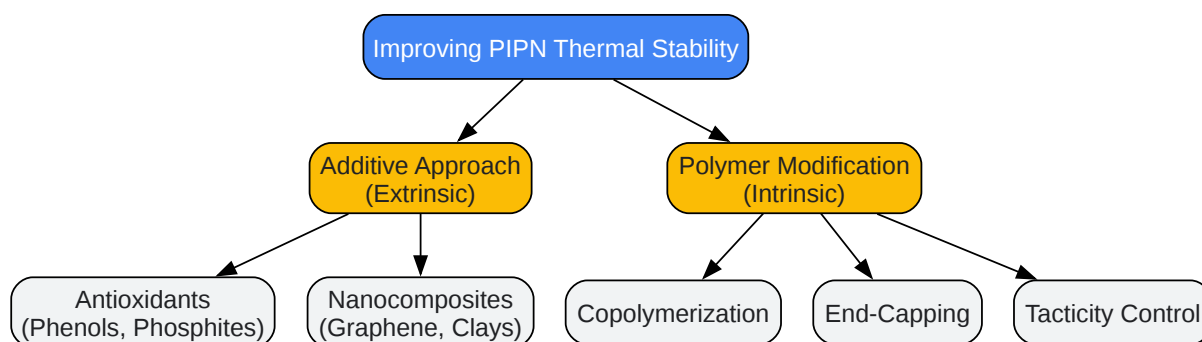 Improving PIPN Thermal Stability
Additive Approach
(Extrinsic)
Polymer Modification
(Intrinsic)
Antioxidants
(Phenols, Phosphites)
Nanocomposites
(Graphene, Clays)
Copolymerization
End-Capping
Tacticity Control